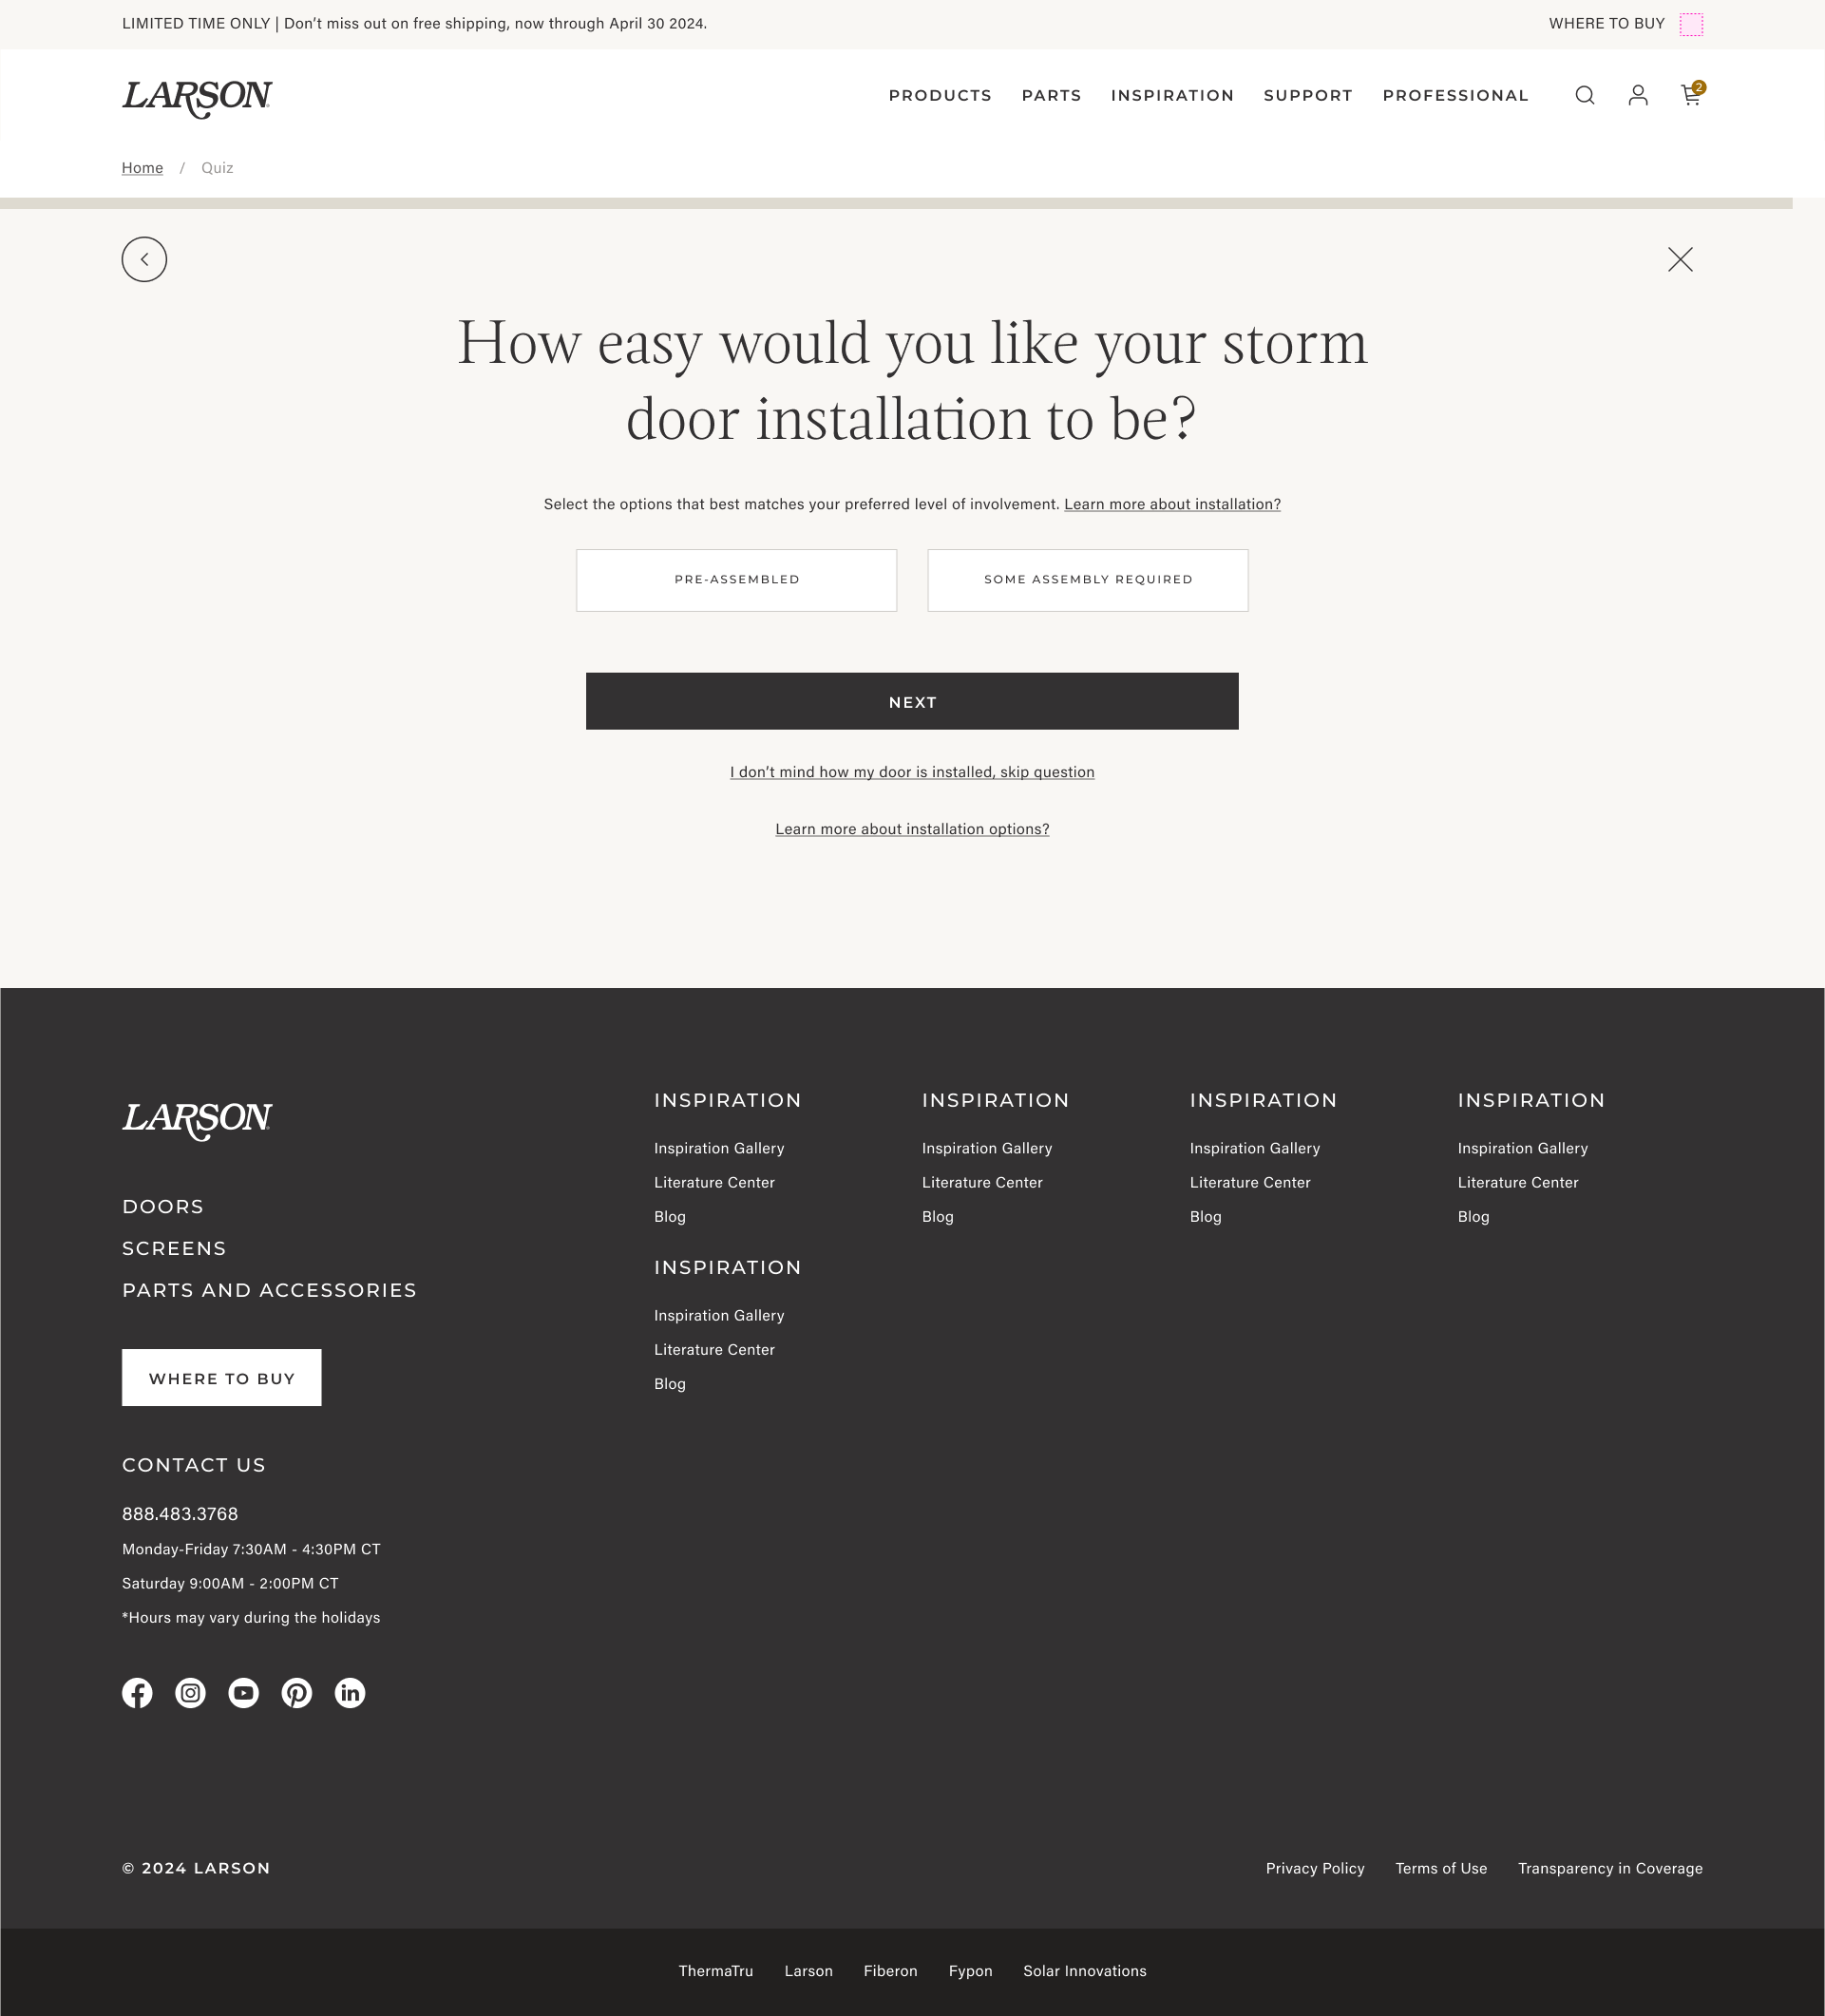 LIMITED TIME ONLY | Don’t miss out on free shipping, now through April 30 2024.
WHERE TO BUY
LARSON
PRODUCTS
PARTS
INSPIRATION
SUPPORT
PROFESSIONAL
2
Home / Quiz
How easy would you like your storm
door installation to be?
Select the options that best matches your preferred level of involvement. Learn more about installation?
PRE-ASSEMBLED
SOME ASSEMBLY REQUIRED
NEXT
I don’t mind how my door is installed, skip question
Learn more about installation options?
LARSON
DOORS
SCREENS
PARTS AND ACCESSORIES
WHERE TO BUY
CONTACT US
888.483.3768
Monday-Friday 7:30AM - 4:30PM CT
Saturday 9:00AM - 2:00PM CT
*Hours may vary during the holidays
INSPIRATION
Inspiration Gallery
Literature Center
Blog
INSPIRATION
Inspiration Gallery
Literature Center
Blog
INSPIRATION
Inspiration Gallery
Literature Center
Blog
INSPIRATION
Inspiration Gallery
Literature Center
Blog
INSPIRATION
Inspiration Gallery
Literature Center
Blog
© 2024 LARSON
Privacy Policy
Terms of Use
Transparency in Coverage
ThermaTru
Larson
Fiberon
Fypon
Solar Innovations